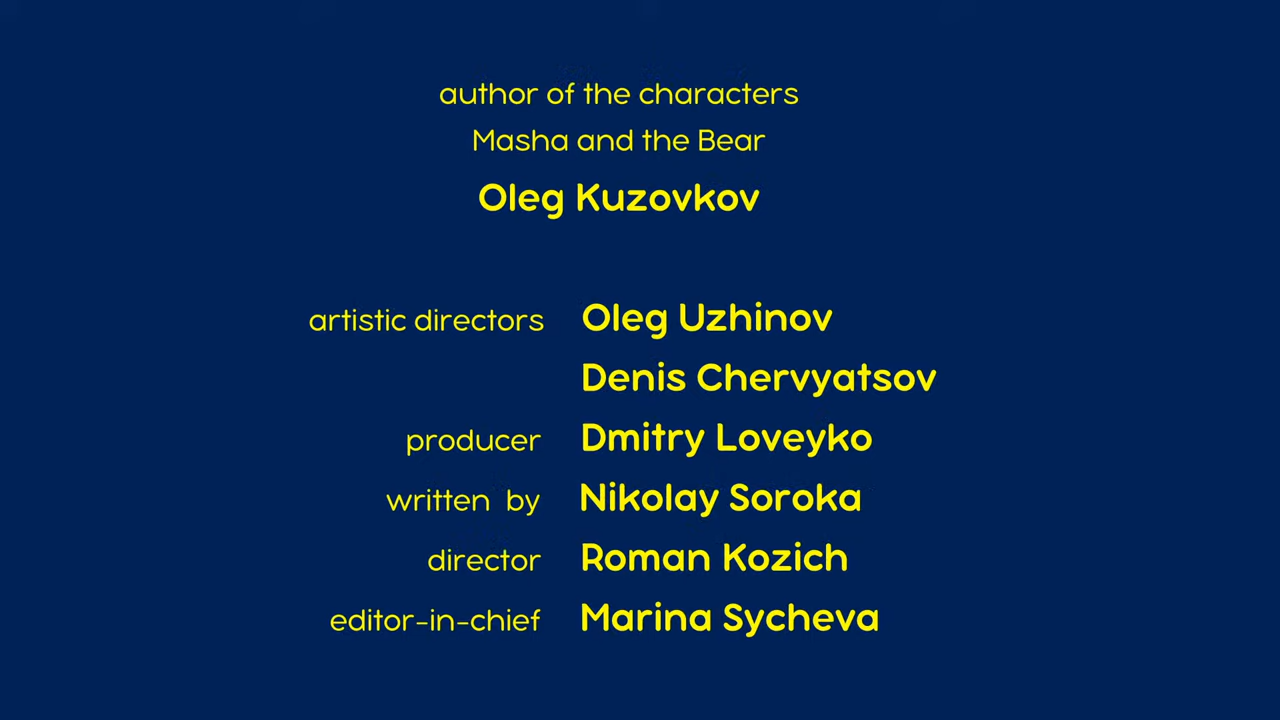 author of the characters
Masha and the Bear
Oleg Kuzovkov
artistic directors Oleg Uzhinov
Denis Chervyatsov
producer Dmitry Loveyko
written by Nikolay Soroka
director Roman Kozich
editor-in-chief Marina Sycheva